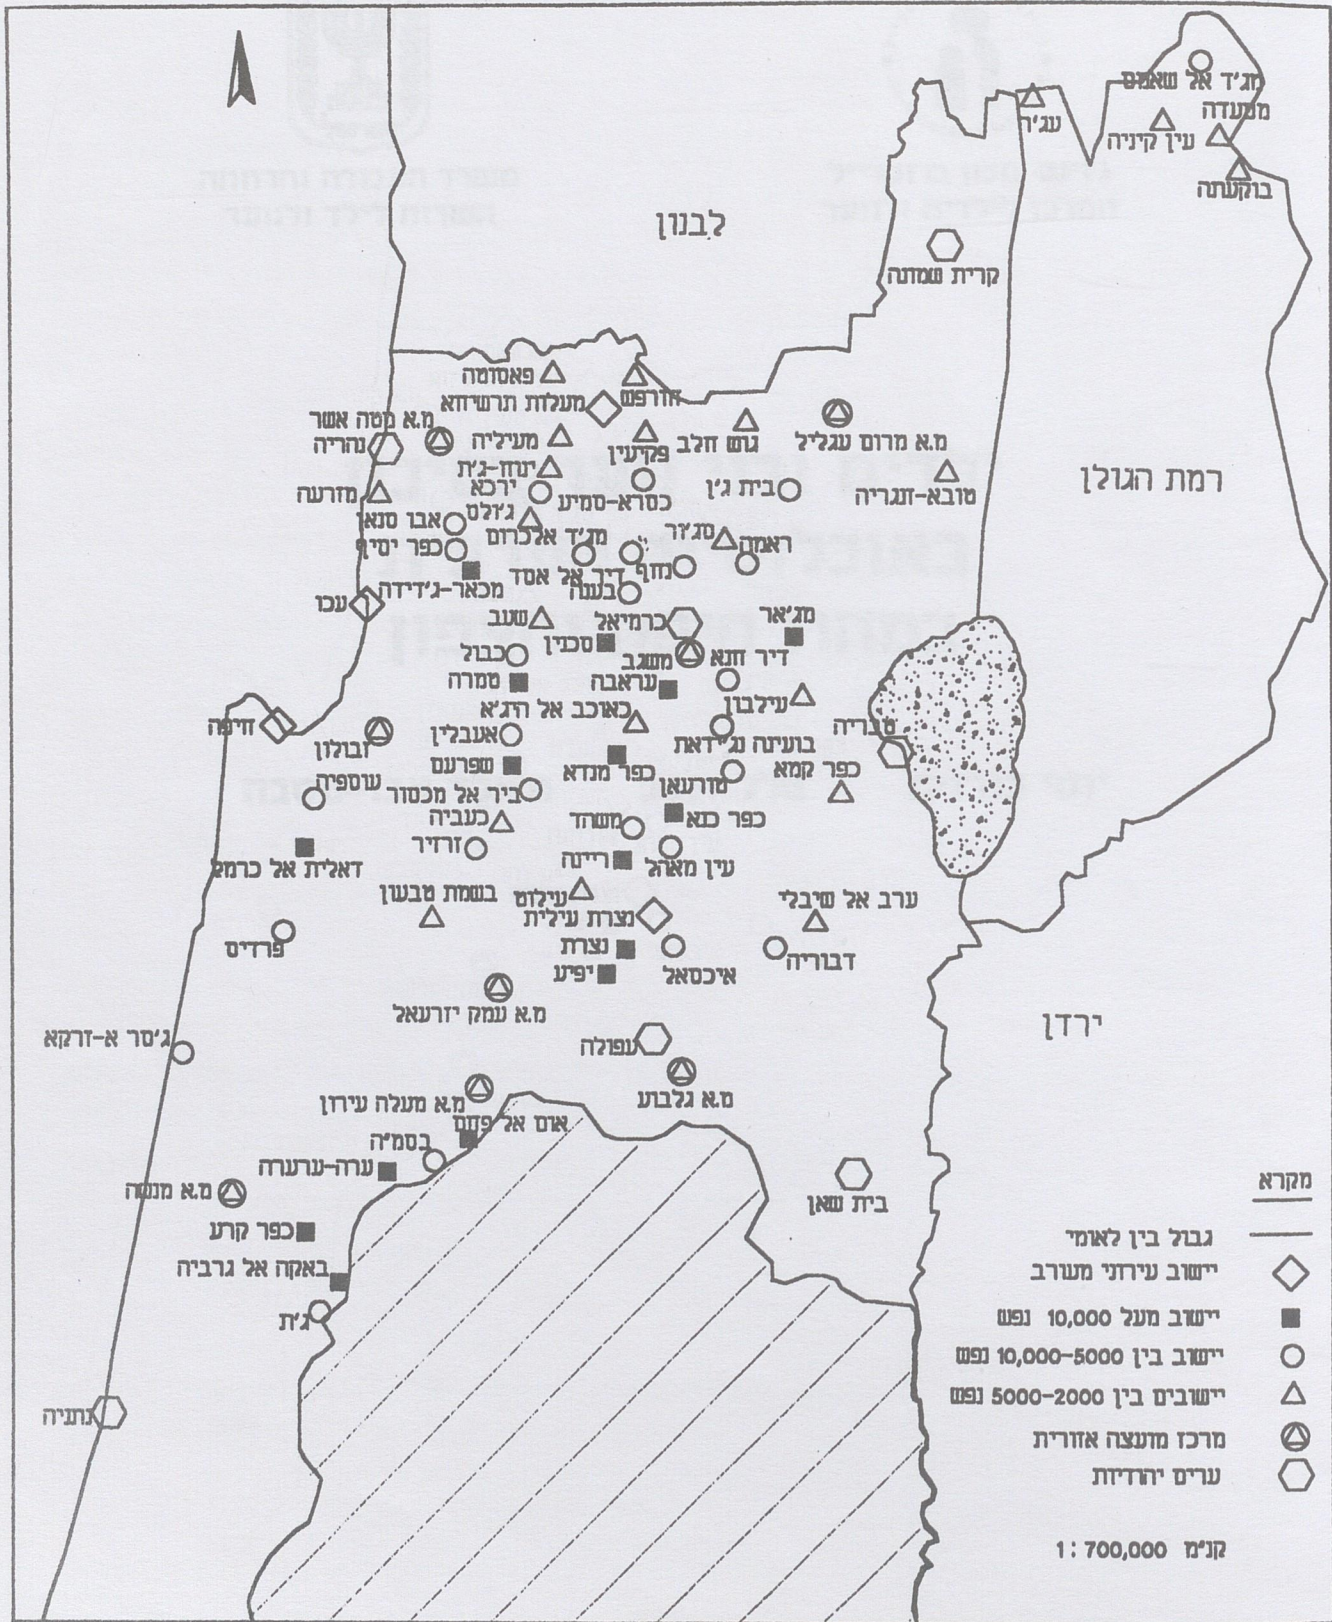 מג'ד אל שאמס
מסעדה
עג'ר
עין קיניה
בוקעתה
לבנון
קרית שמונה
פאסוטה
חורפש
מעלות תרשיחא
מ.א מטה אשר
נהריה
מעיליה
פקיעין
גוש חלב
מ.א מרום עגליל
רמת הגולן
ינוח-ג'ת
מזרעה
ירכא
כסרא-סמיע
בית ג'ן
טובא-זנגריה
ג'ולס
אבו סנאן
מג'ד אלכרום
סג'ור
ראמה
כפר יסיף
דיר אל אסד
נחף
מכאר-ג'דידה
בענה
עכו
שעב
כרמיאל
מג'אר
כבול
סכנין
משגב
דיר חנא
טמרה
עראבה
עילבון
כאוכב אל היג'א
חיפה
זבולון
אעבלין
בועינה נג'ידאת
טבריה
שפרעם
כפר מנדא
טורעאן
כפר קמא
עוספיה
ביר אל מכסור
כעביה
משהד
כפר כנא
זרזיר
ריינה
עין מאהל
דאלית אל כרמל
בשמת טבעון
עילוט
ערב אל שיבלי
נצרת עילית
פרדיס
נצרת
איכסאל
דבוריה
יפיע
מ.א עמק יזרעאל
ירדן
ג'סר א-זרקא
עפולה
מ.א מעלה עירון
מ.א גלבוע
אום אל פחם
בסמ"ה
ערה-ערערה
מ.א מנשה
בית שאן
כפר קרע
באקה אל גרביה
ג'ת
נתניה
מקרא
גבול בין לאומי
יישוב עירוני מעורב
יישוב מעל 10,000 נפש
יישוב בין 10,000-5000 נפש
יישובים בין 5000-2000 נפש
מרכז מועצה אזורית
ערים יהודיות
קנ"מ 1:700,000